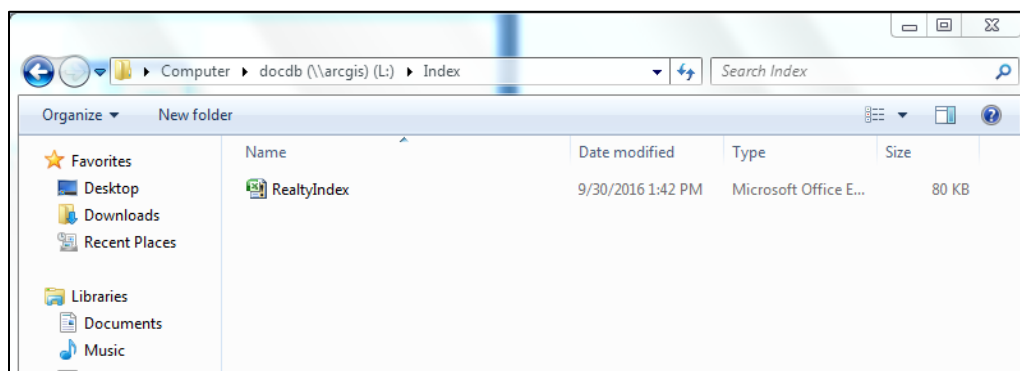 Computer docdb (\\arcgis) (L:) Index Search Index
Organize New folder
Favorites
Desktop
Downloads
Recent Places
Libraries
Documents
Music
Name Date modified Type Size
RealtyIndex 9/30/2016 1:42 PM Microsoft Office E... 80 KB